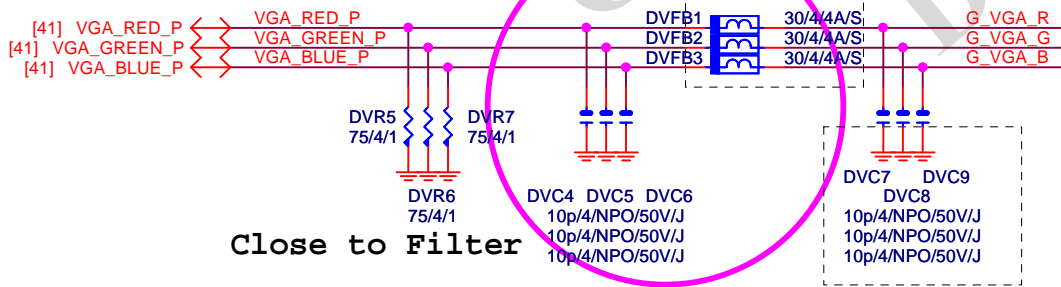 [41] VGA_RED_P VGA_RED_P DVFB1 30/4/4A/S G_VGA_R
[41] VGA_GREEN_P VGA_GREEN_P DVFB2 30/4/4A/S G_VGA_G
[41] VGA_BLUE_P VGA_BLUE_P DVFB3 30/4/4A/S G_VGA_B
DVR5 DVR7
75/4/1 75/4/1
DVR6
75/4/1
DVC4 DVC5 DVC6
10p/4/NPO/50V/J
10p/4/NPO/50V/J
10p/4/NPO/50V/J
DVC7 DVC9
DVC8
10p/4/NPO/50V/J
10p/4/NPO/50V/J
10p/4/NPO/50V/J
Close to Filter